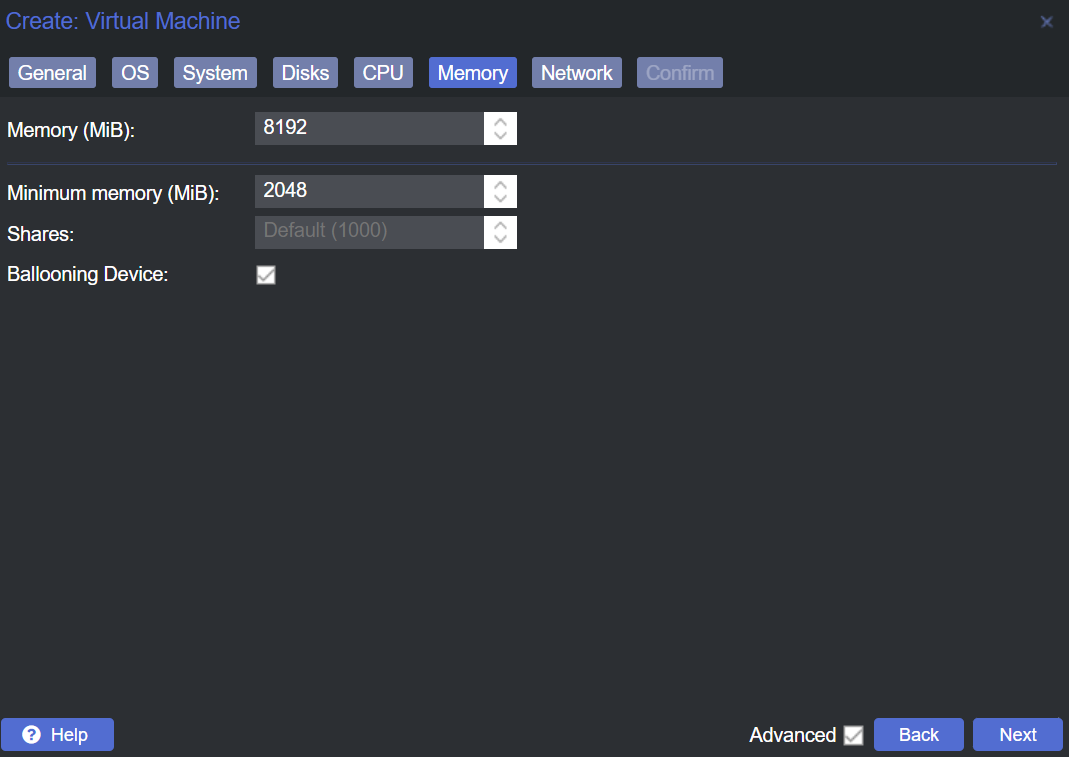 Create: Virtual Machine
General OS System Disks CPU Memory Network Confirm
Memory (MiB): 8192
Minimum memory (MiB): 2048
Shares: Default (1000)
Ballooning Device:
Help Advanced Back Next